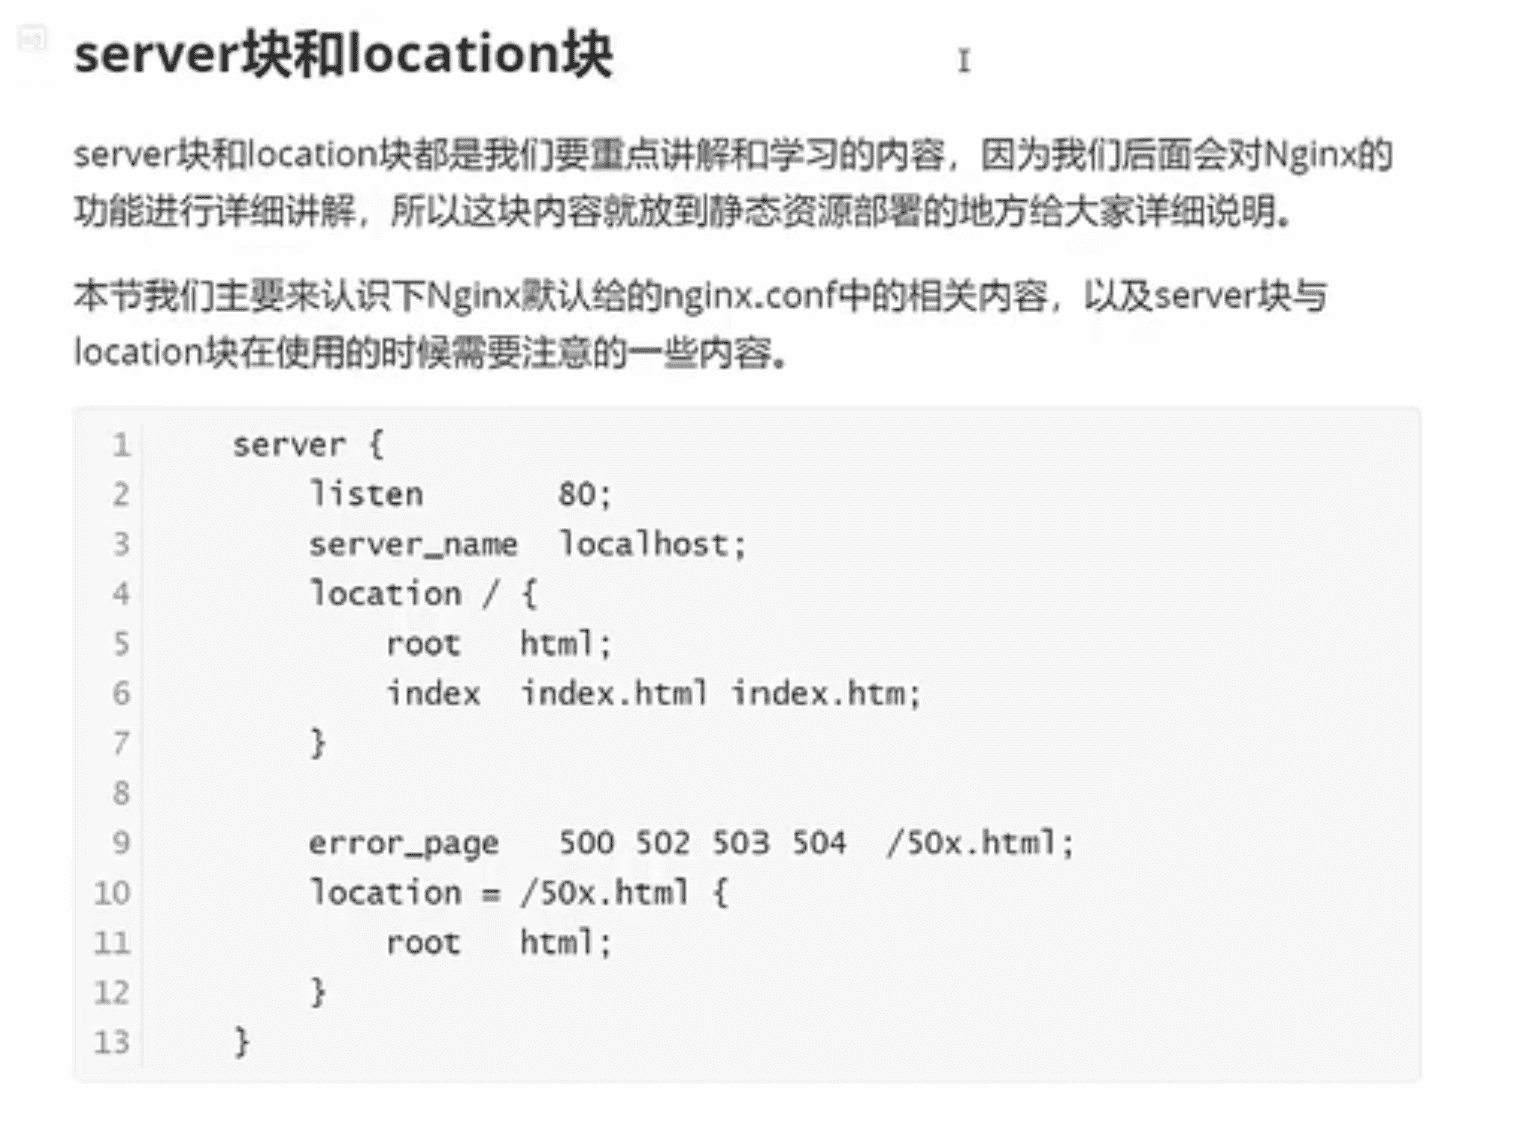 server块和location块
server块和location块都是我们要重点讲解和学习的内容，因为我们后面会对Nginx的
功能进行详细讲解，所以这块内容就放到静态资源部署的地方给大家详细说明。
本节我们主要来认识下Nginx默认给的nginx.conf中的相关内容，以及server块与
location块在使用的时候需要注意的一些内容。
1 server {
2 listen 80;
3 server_name localhost;
4 location / {
5 root html;
6 index index.html index.htm;
7 }
8
9 error_page 500 502 503 504 /50x.html;
10 location = /50x.html {
11 root html;
12 }
13 }